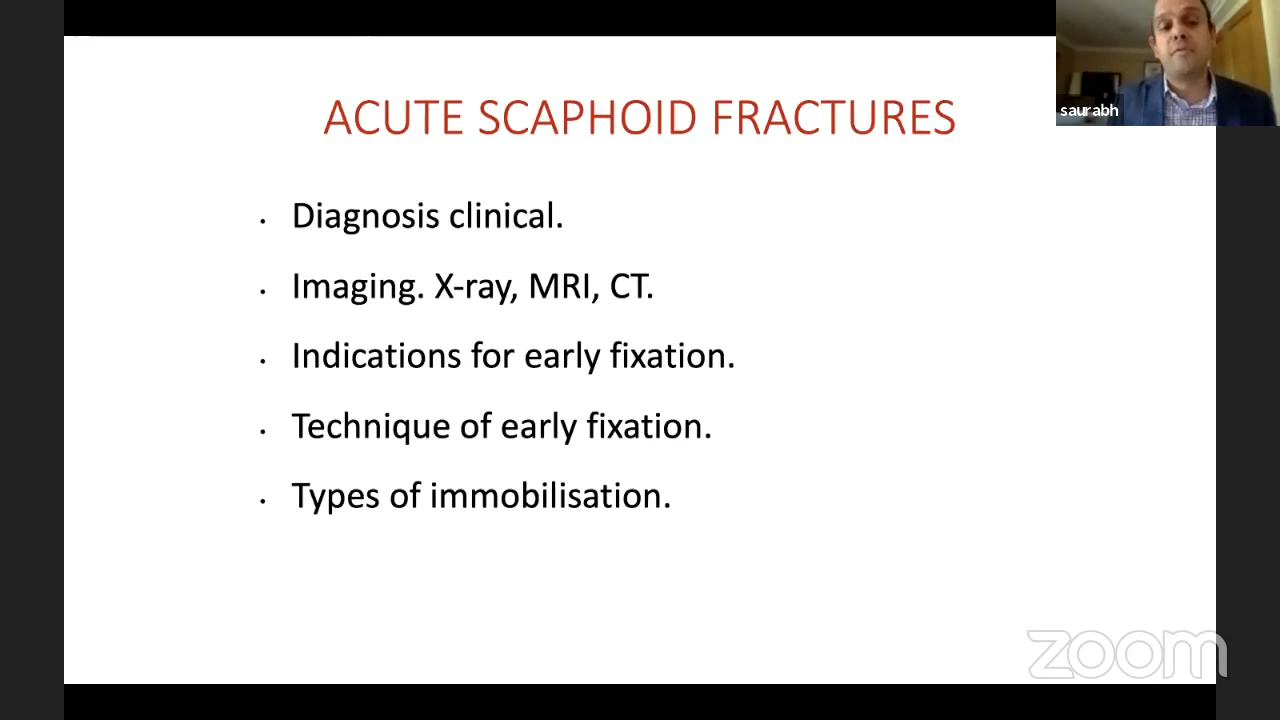 ACUTE SCAPHOID FRACTURES
saurabh
• Diagnosis clinical.
• Imaging. X-ray, MRI, CT.
• Indications for early fixation.
• Technique of early fixation.
• Types of immobilisation.
zoom